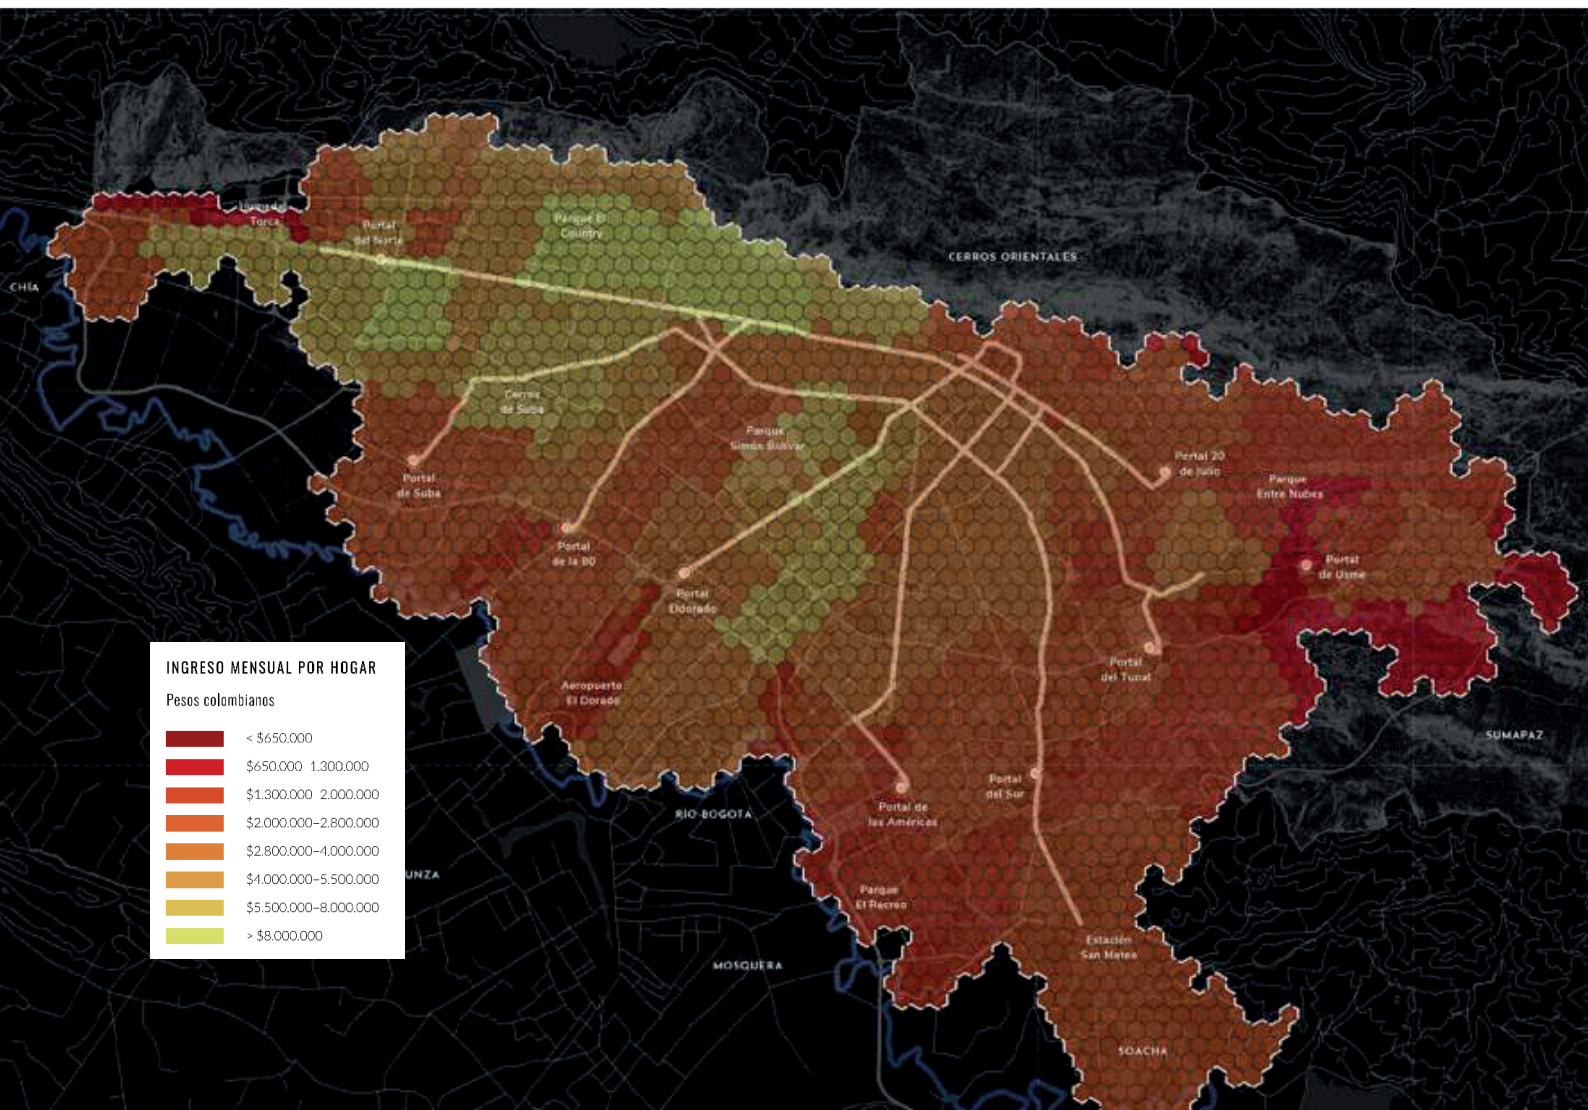 Torca
Portal
del Norte
Parque El
Country
CERROS ORIENTALES
CHÍA
Cerros
de Suba
Parque
Simón Bolívar
Portal
de Suba
Portal 20
de Julio
Parque
Entre Nubes
Portal
de la 80
Portal
de Usme
Portal
Eldorado
Portal
del Tunal
Aeropuerto
El Dorado
SUMAPAZ
Portal
del Sur
Portal de
las Américas
RÍO BOGOTA
UNZA
Parque
El Recreo
Estación
San Mateo
MOSQUERA
SOACHA
INGRESO MENSUAL POR HOGAR
Pesos colombianos
< $650.000
$650.000 1.300.000
$1.300.000 2.000.000
$2.000.000–2.800.000
$2.800.000–4.000.000
$4.000.000–5.500.000
$5.500.000–8.000.000
> $8.000.000